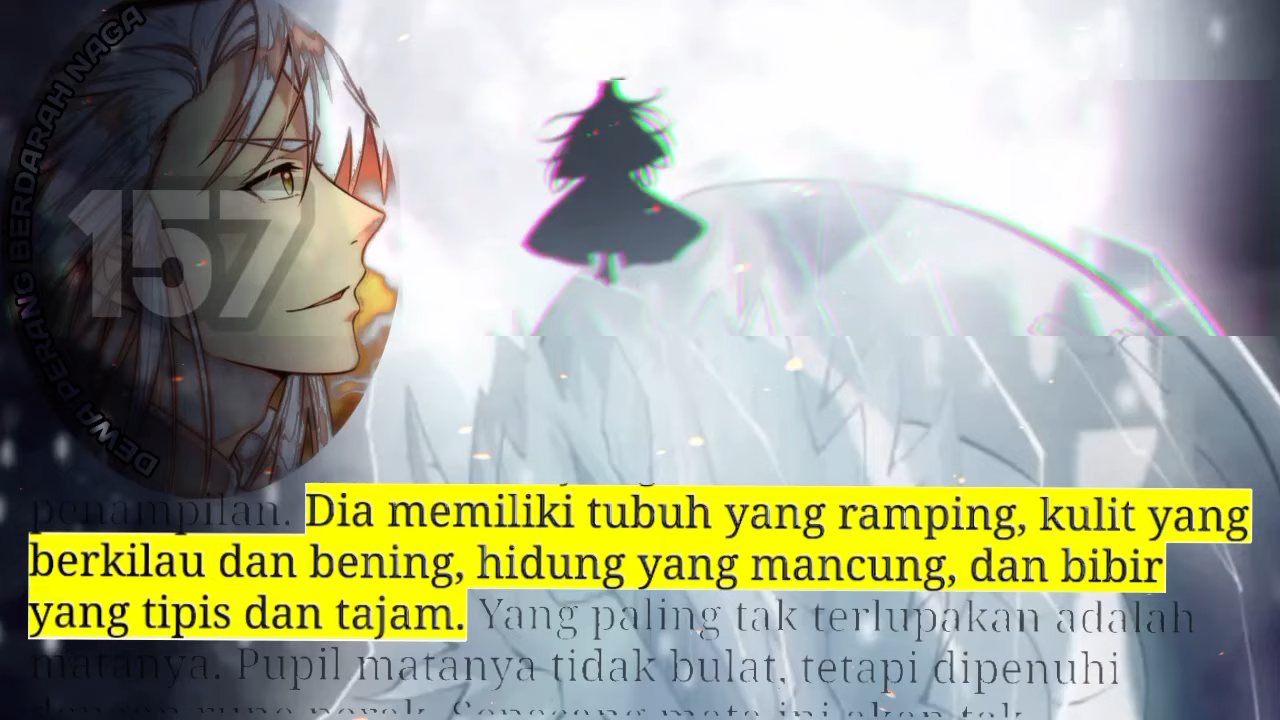 DEWA PERANG BERDARAH NAGA
157
penampilan. Dia memiliki tubuh yang ramping, kulit yang
berkilau dan bening, hidung yang mancung, dan bibir
yang tipis dan tajam. Yang paling tak terlupakan adalah
matanya. Pupil matanya tidak bulat, tetapi dipenuhi